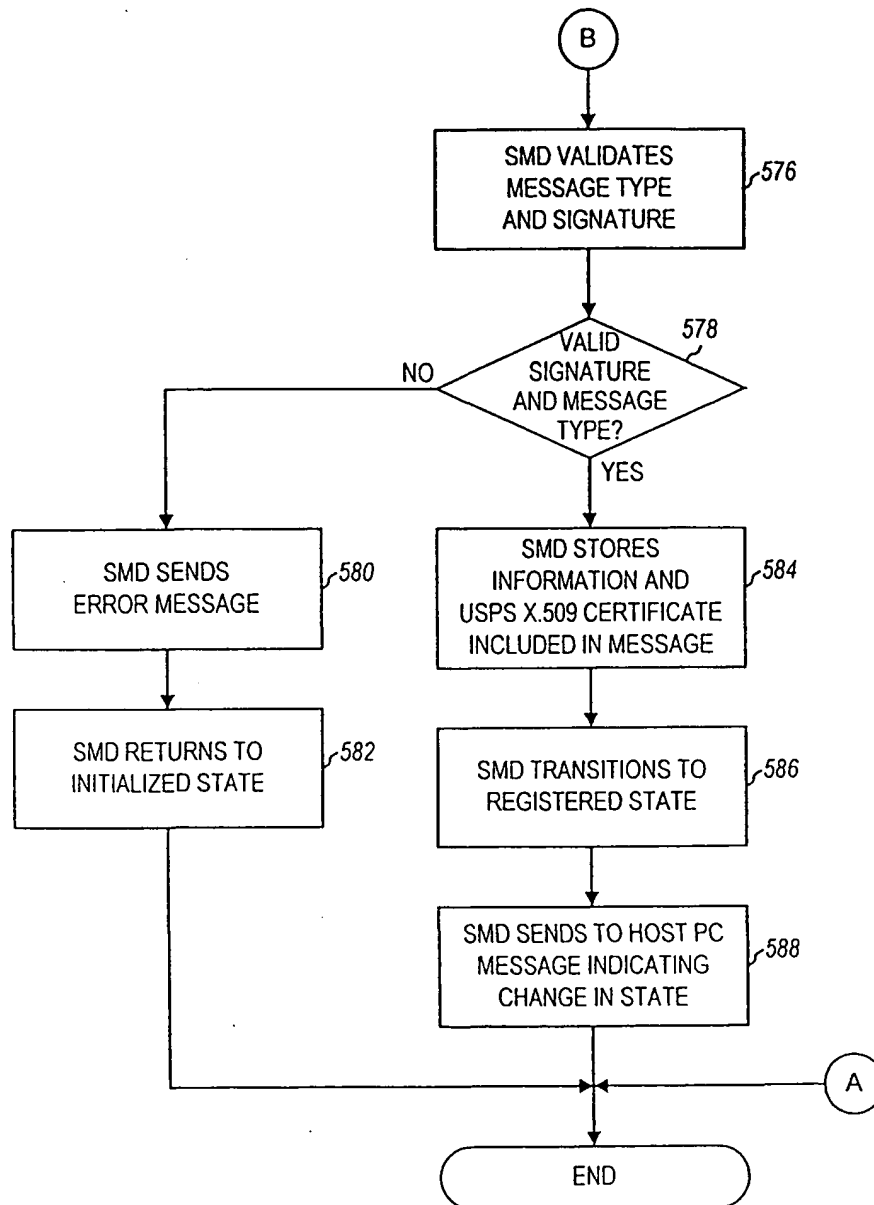 B
SMD VALIDATES
MESSAGE TYPE
AND SIGNATURE
576
578
VALID
SIGNATURE
AND MESSAGE
TYPE?
NO
YES
SMD SENDS
ERROR MESSAGE
580
SMD STORES
INFORMATION AND
USPS X.509 CERTIFICATE
INCLUDED IN MESSAGE
584
SMD RETURNS TO
INITIALIZED STATE
582
SMD TRANSITIONS TO
REGISTERED STATE
586
SMD SENDS TO HOST PC
MESSAGE INDICATING
CHANGE IN STATE
588
A
END